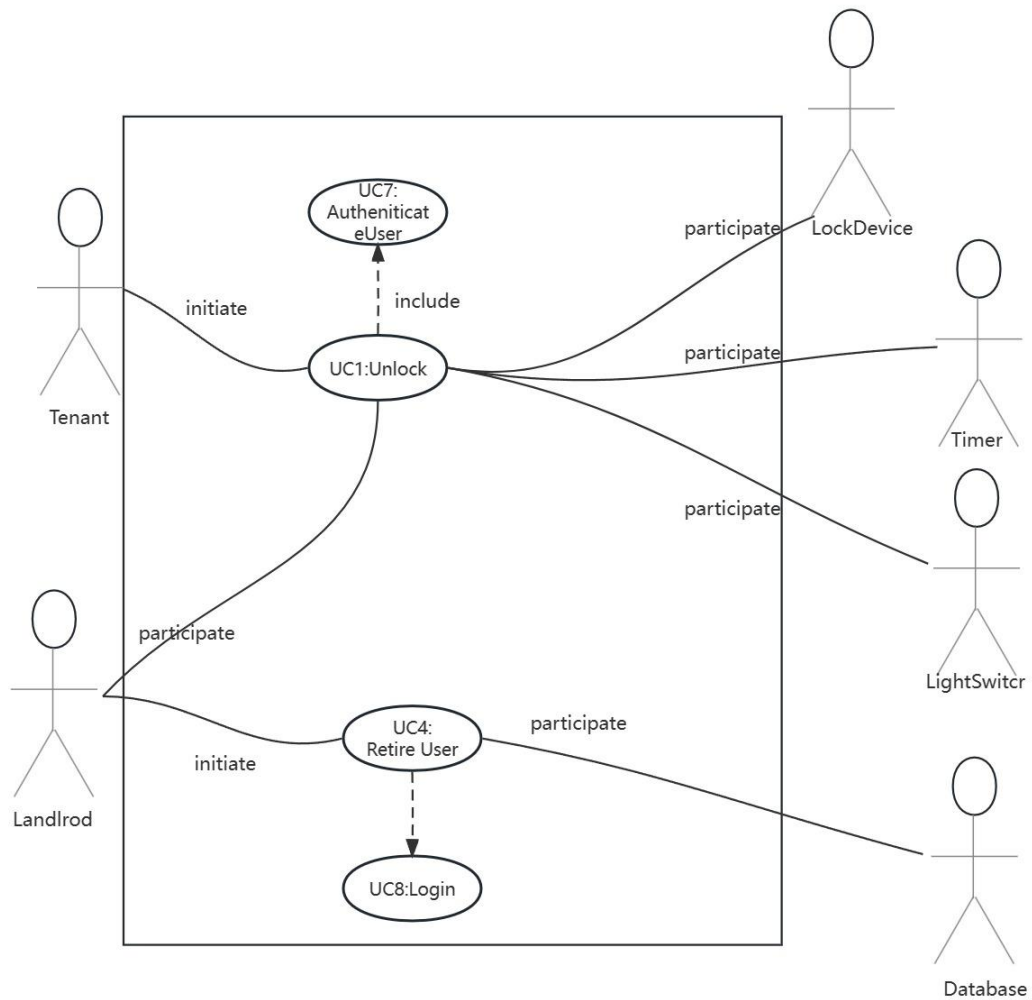 UC7:
Autheniticat
eUser
participate
LockDevice
initiate
include
participate
UC1:Unlock
Tenant
Timer
participate
participate
LightSwitcr
UC4:
Retire User
participate
initiate
Landlrod
UC8:Login
Database